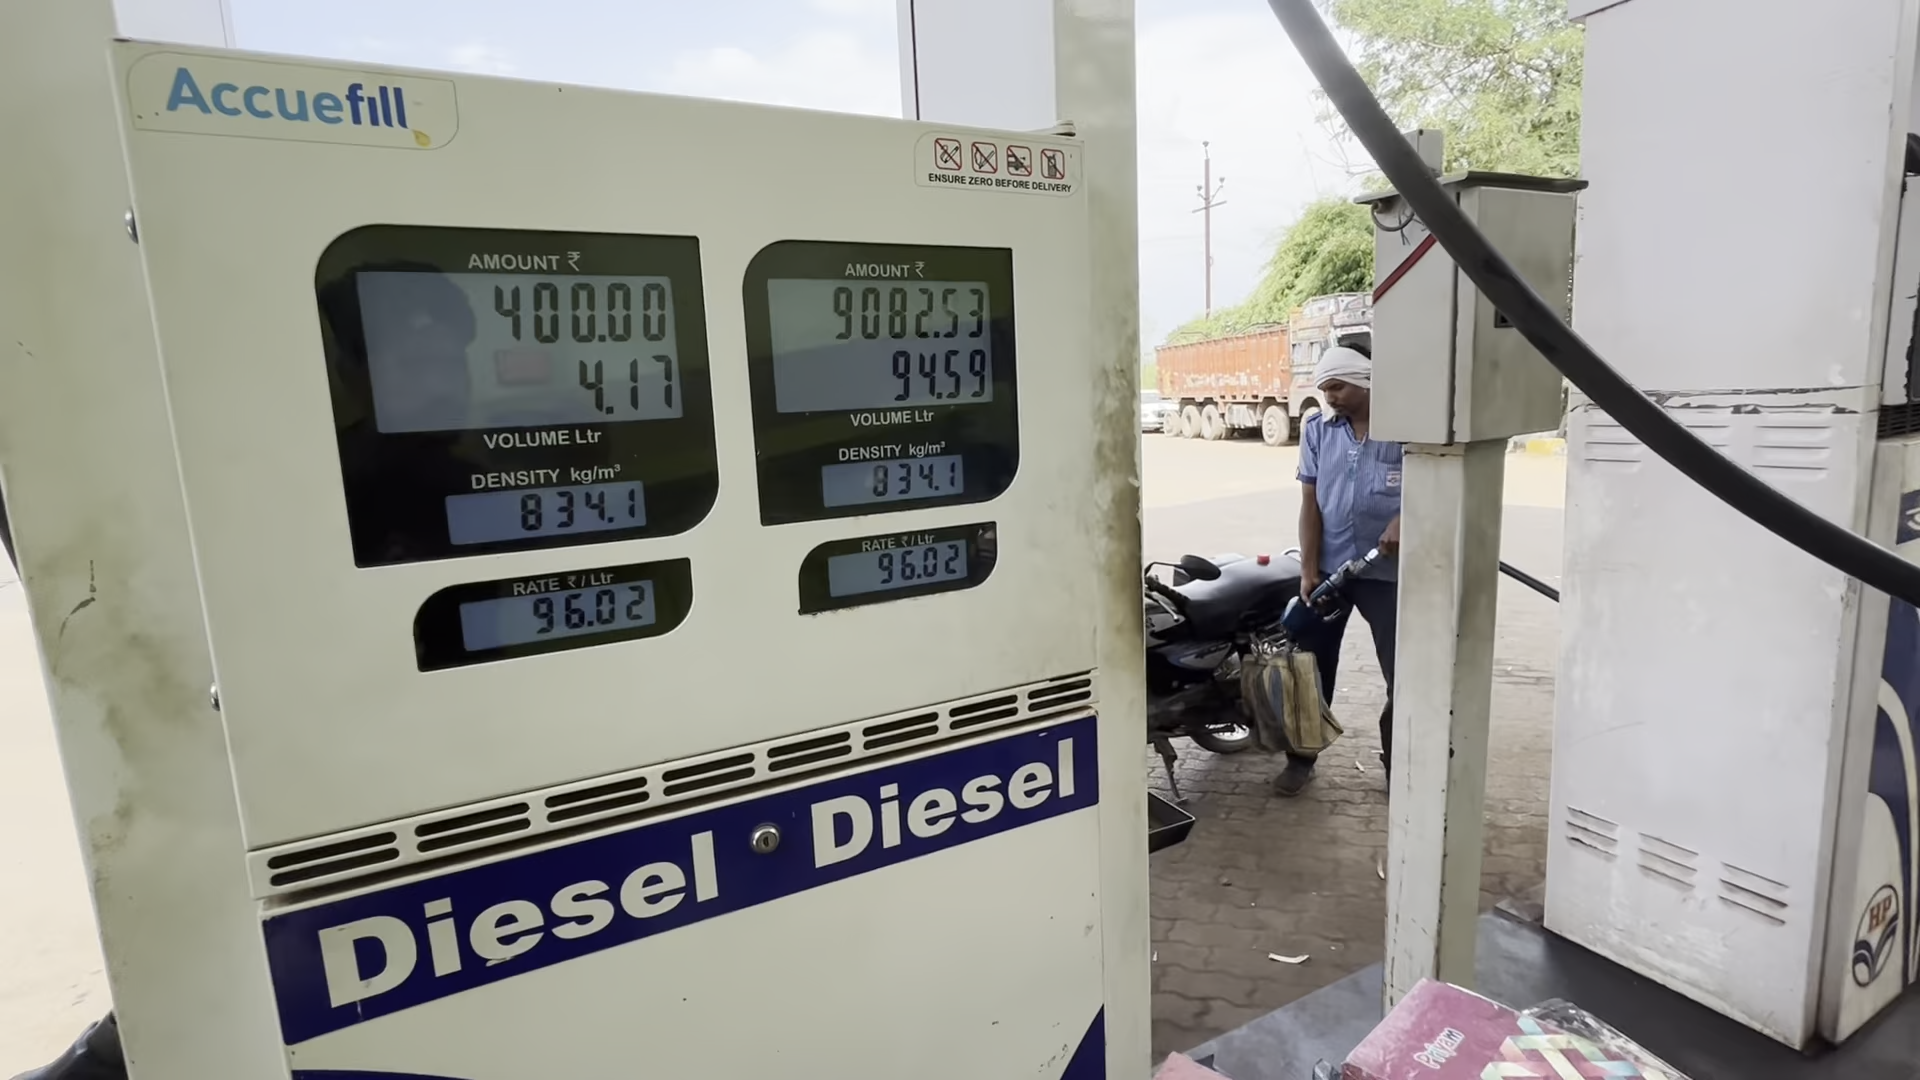 Accuefill
ENSURE ZERO BEFORE DELIVERY
AMOUNT ₹
400.00
4.17
VOLUME Ltr
DENSITY kg/m³
834.1
RATE ₹/Ltr
96.02
AMOUNT ₹
9082.53
94.59
VOLUME Ltr
DENSITY kg/m³
834.1
RATE ₹/Ltr
96.02
Diesel
Diesel
HP
Priyam